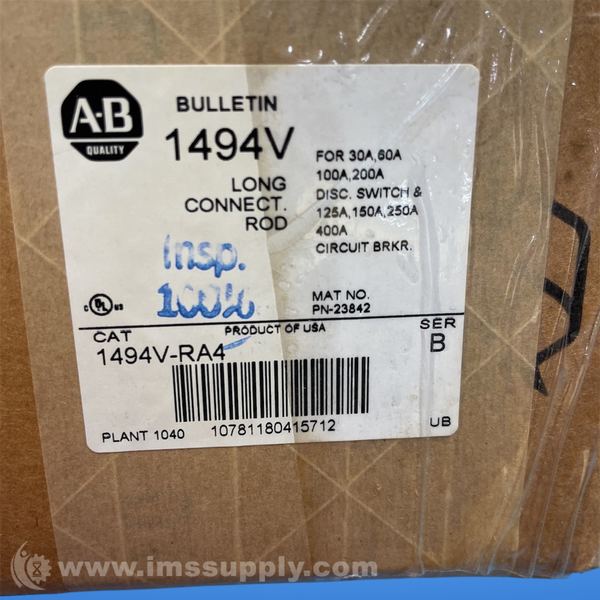 A-B
QUALITY
BULLETIN
1494V
LONG
CONNECT.
ROD
FOR 30A,60A
100A,200A
DISC. SWITCH &
125A,150A,250A
400A
CIRCUIT BRKR.
Insp.
100%
MAT NO.
PN-23842
C UL US
CAT
PRODUCT OF USA
SER
1494V-RA4
B
PLANT 1040
10781180415712
UB
www.imssupply.com